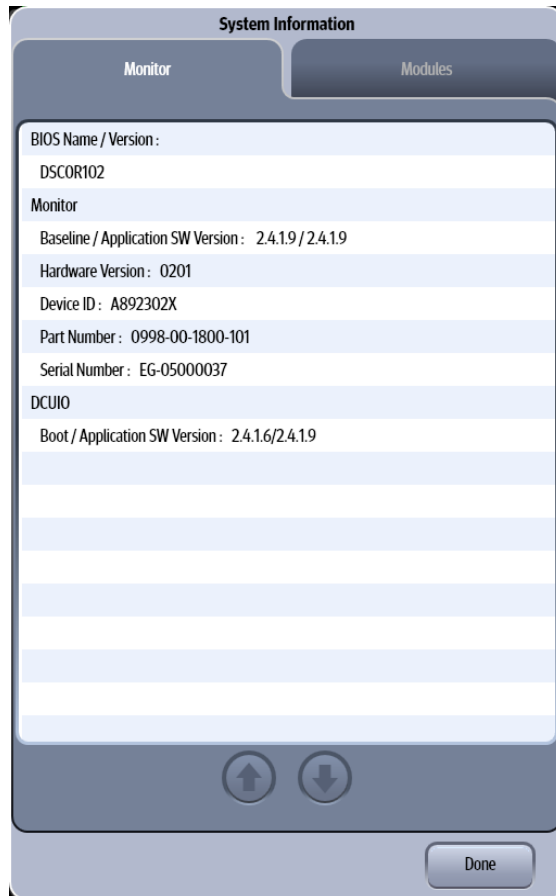 System Information
Monitor Modules
BIOS Name / Version :
DSCOR102
Monitor
Baseline / Application SW Version : 2.4.1.9 / 2.4.1.9
Hardware Version : 0201
Device ID : A892302X
Part Number : 0998-00-1800-101
Serial Number : EG-05000037
DCUIO
Boot / Application SW Version : 2.4.1.6/2.4.1.9
Done